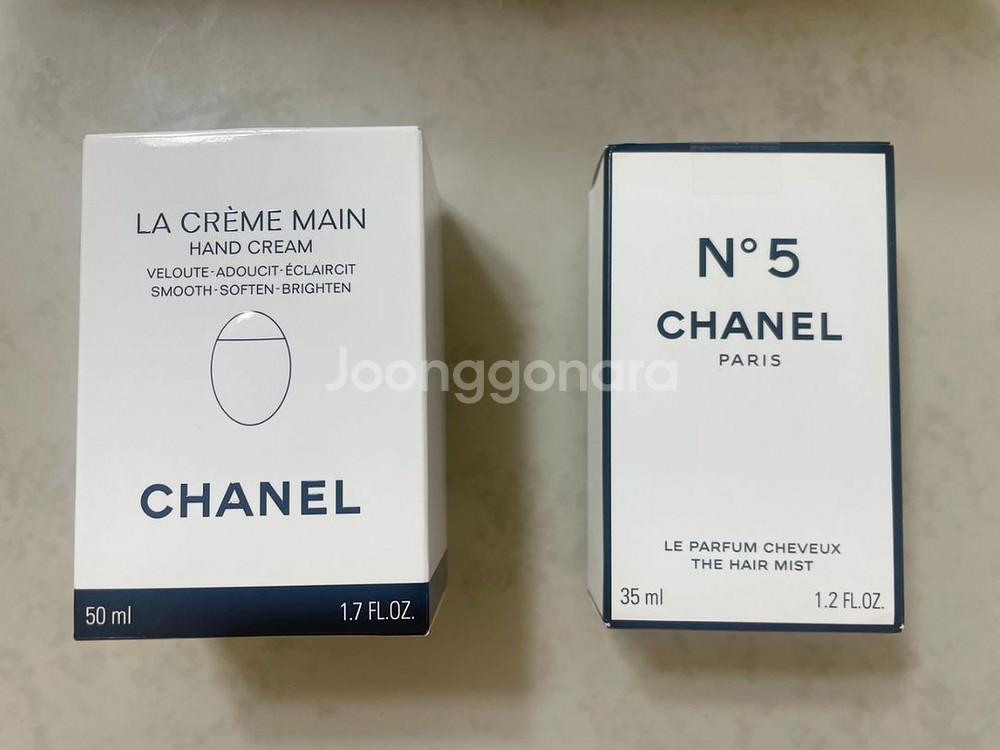 LA CRÈME MAIN
HAND CREAM
VELOUTE-ADOUCIT-ÉCLAIRCIT
SMOOTH-SOFTEN-BRIGHTEN
CHANEL
50 ml 1.7 FL.OZ.
N°5
CHANEL
PARIS
LE PARFUM CHEVEUX
THE HAIR MIST
35 ml 1.2 FL.OZ.
Joonggonara